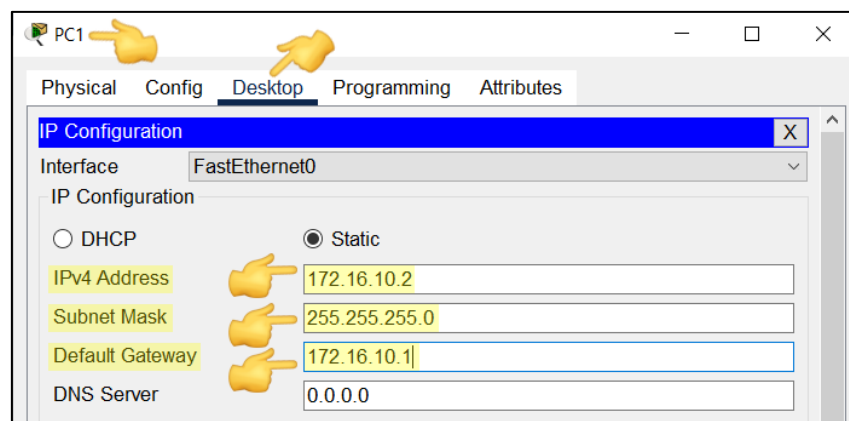 PC1
Physical Config Desktop Programming Attributes
IP Configuration X
Interface FastEthernet0
IP Configuration
DHCP Static
IPv4 Address 172.16.10.2
Subnet Mask 255.255.255.0
Default Gateway 172.16.10.1
DNS Server 0.0.0.0